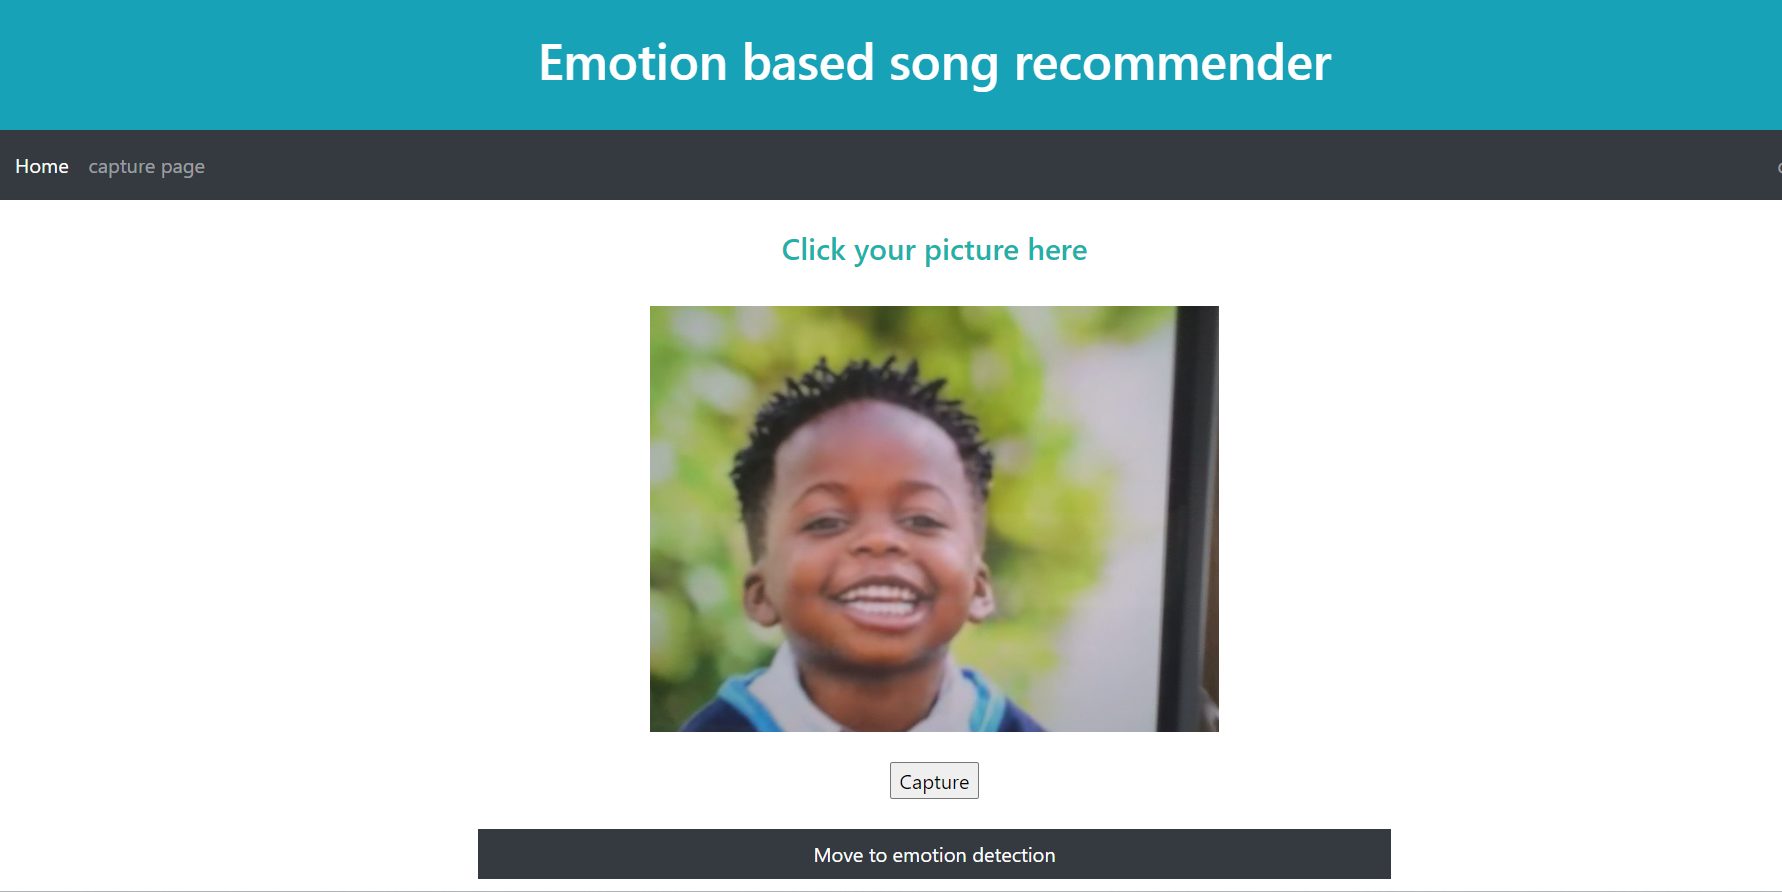 Emotion based song recommender
Home capture page
Click your picture here
Capture
Move to emotion detection